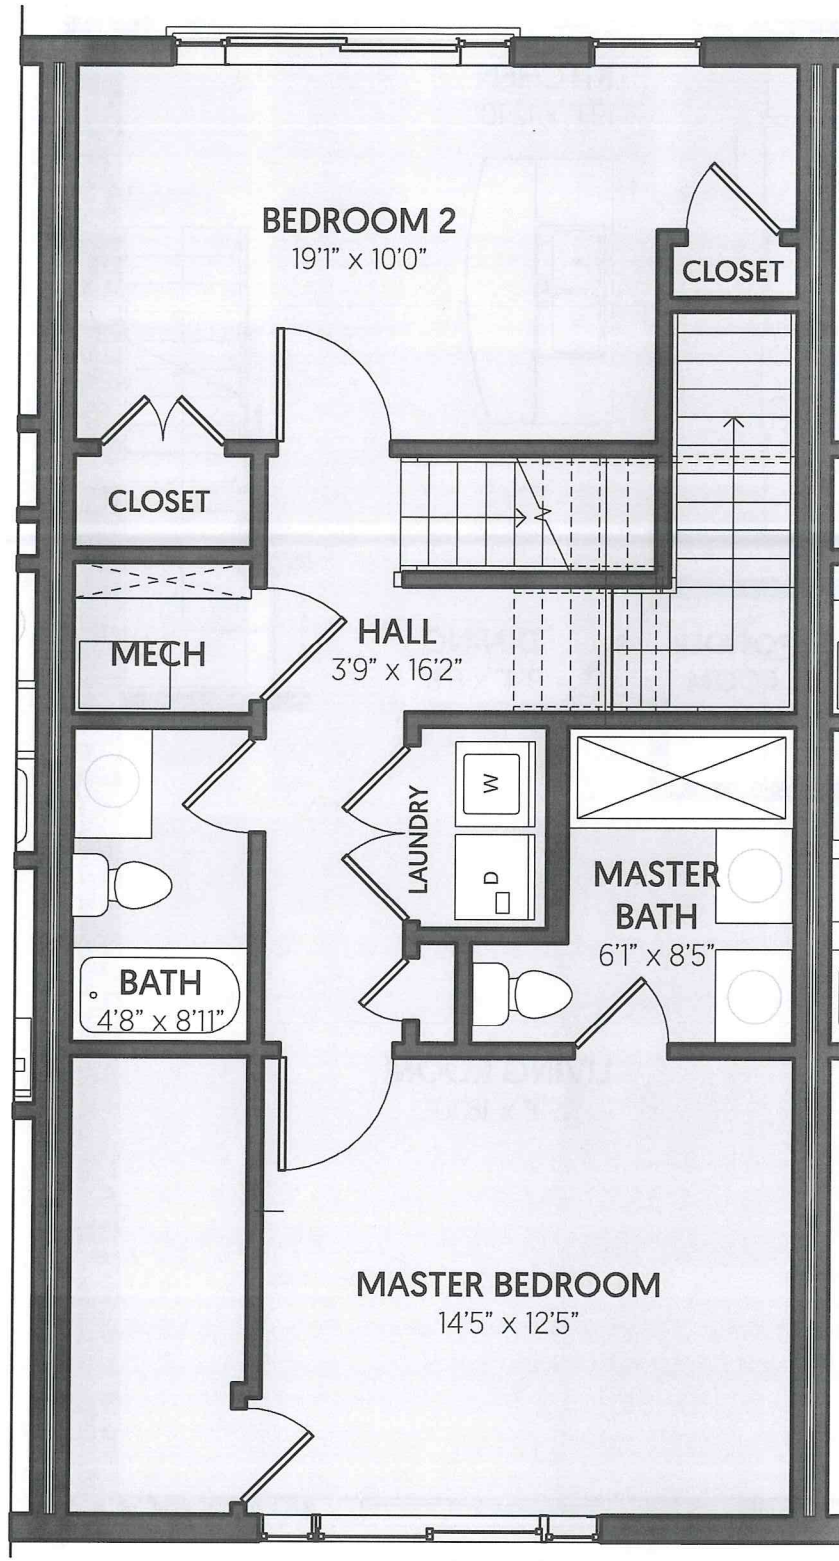 BEDROOM 2
19'1" X 10'0"
CLOSET
CLOSET
MECH
HALL
3'9" X 16'2"
LAUNDRY
W
D
MASTER
BATH
6'1" X 8'5"
BATH
4'8" X 8'11"
MASTER BEDROOM
14'5" X 12'5"